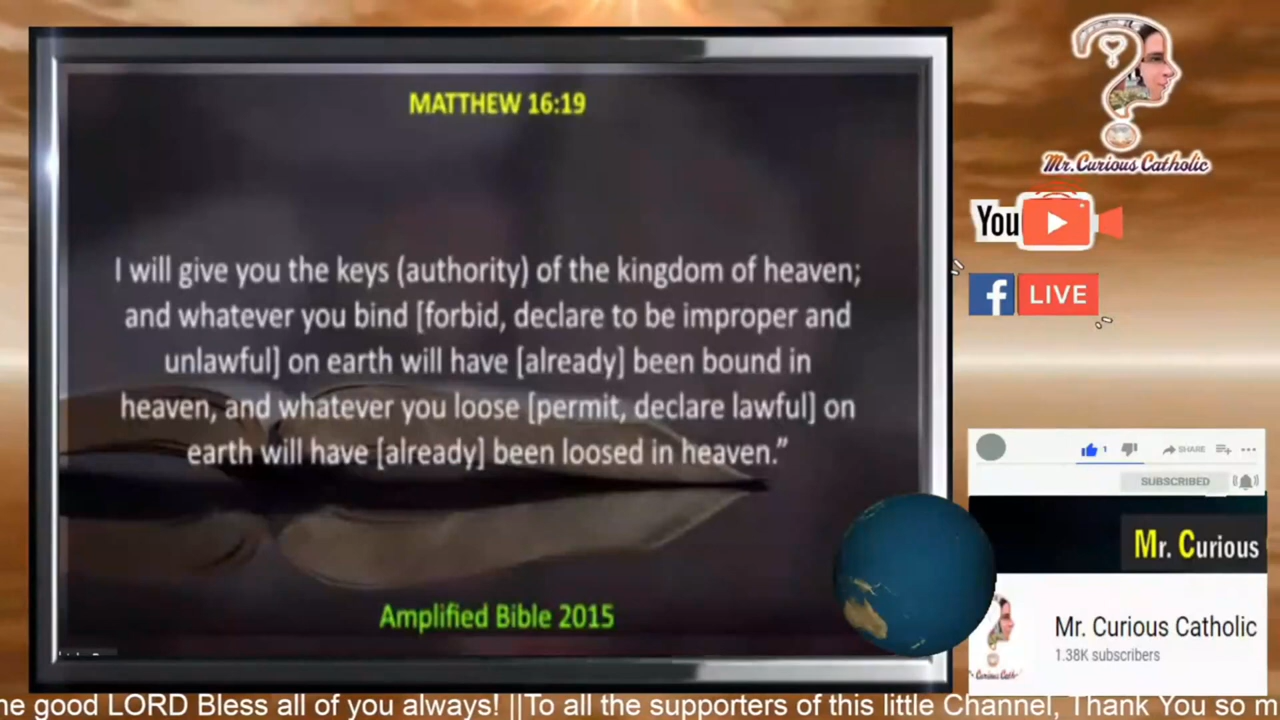 MATTHEW 16:19
I will give you the keys (authority) of the kingdom of heaven;
and whatever you bind [forbid, declare to be improper and
unlawful] on earth will have [already] been bound in
heaven, and whatever you loose [permit, declare lawful] on
earth will have [already] been loosed in heaven.”
Amplified Bible 2015
Mr.Curious Catholic
You
LIVE
1
SHARE
SUBSCRIBED
Mr. Curious
Mr. Curious Catholic
1.38K subscribers
he good LORD Bless all of you always! ||To all the supporters of this little Channel, Thank You so m